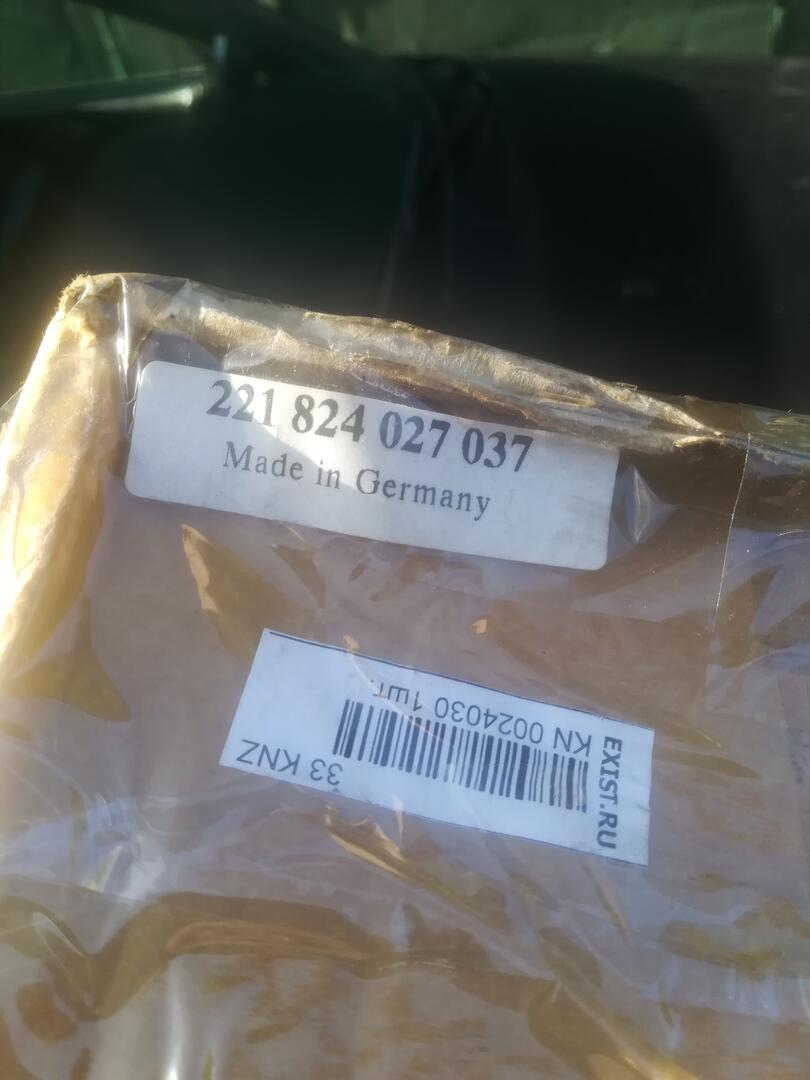 221 824 027 037
Made in Germany
EXIST.RU
KN 0024030 1шт.
33 KNZ